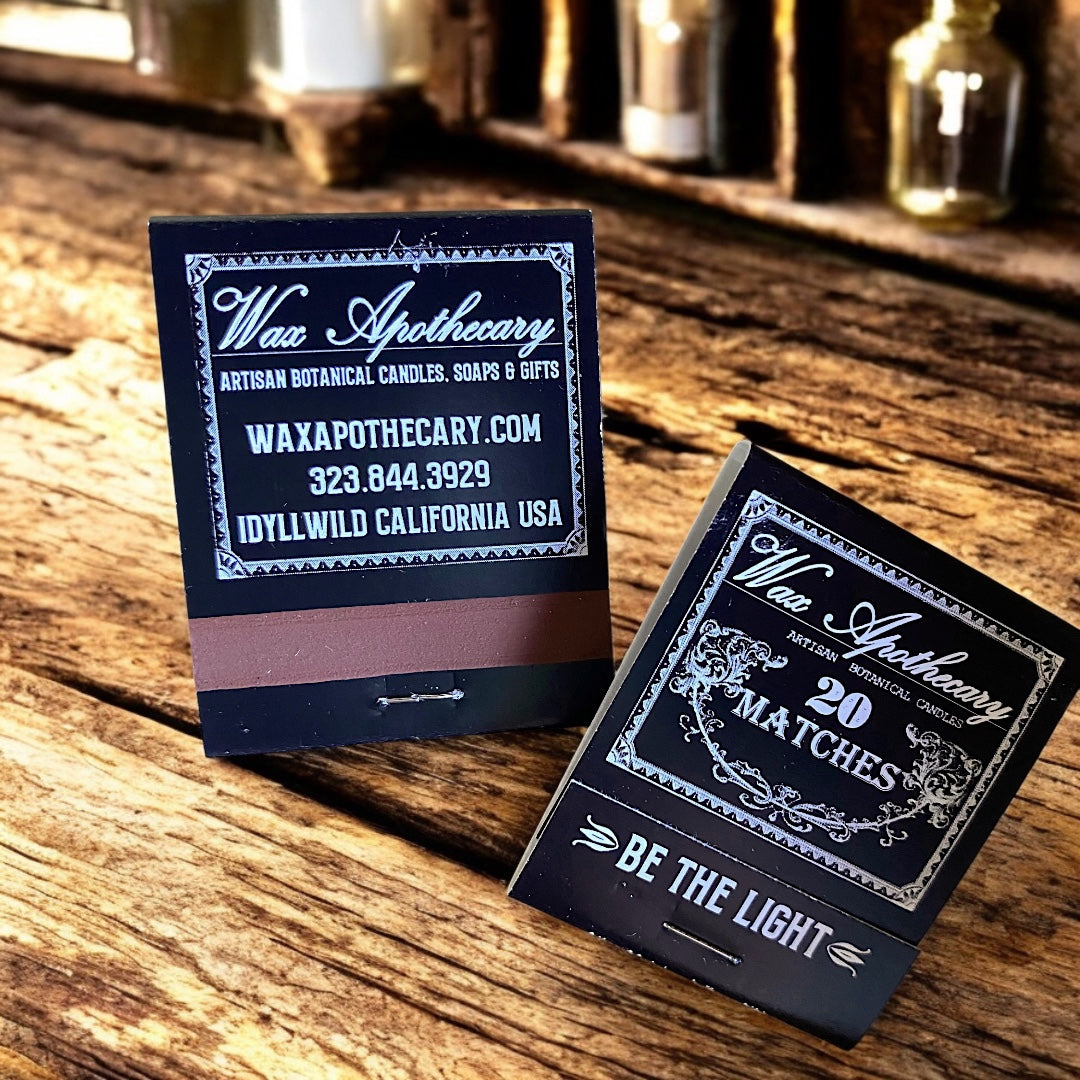 Wax Apothecary
ARTISAN BOTANICAL CANDLES, SOAPS & GIFTS
WAXAPOTHECARY.COM
323.844.3929
IDYLLWILD CALIFORNIA USA
Wax Apothecary
ARTISAN BOTANICAL CANDLES
20
MATCHES
BE THE LIGHT